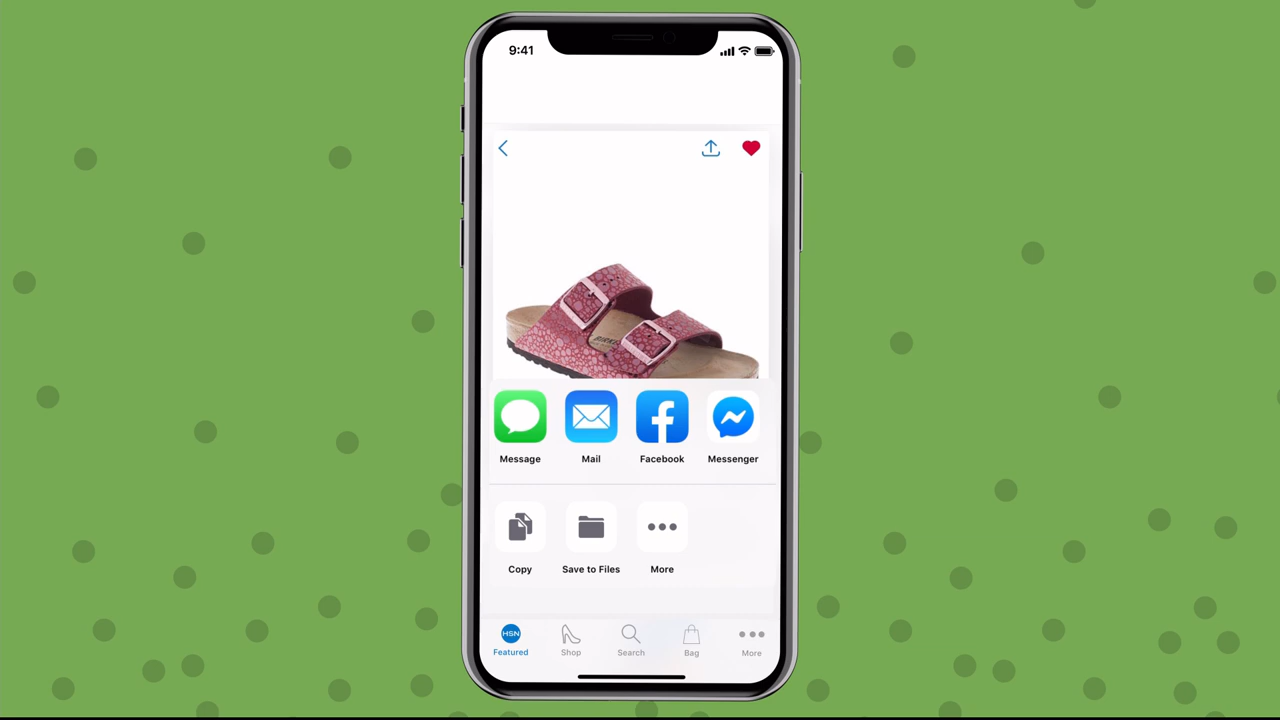 9:41
Message Mail Facebook Messenger
Copy Save to Files More
HSN
Featured Shop Search Bag More